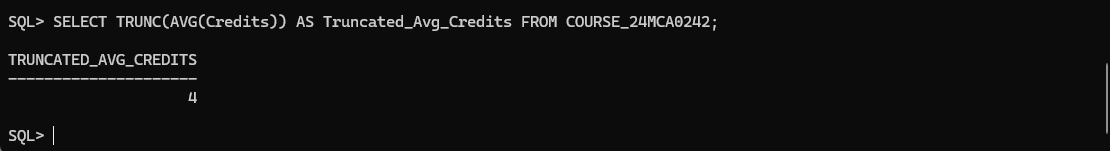 SQL> SELECT TRUNC(AVG(Credits)) AS Truncated_Avg_Credits FROM COURSE_24MCA0242;
TRUNCATED_AVG_CREDITS
---------------------
4
SQL>